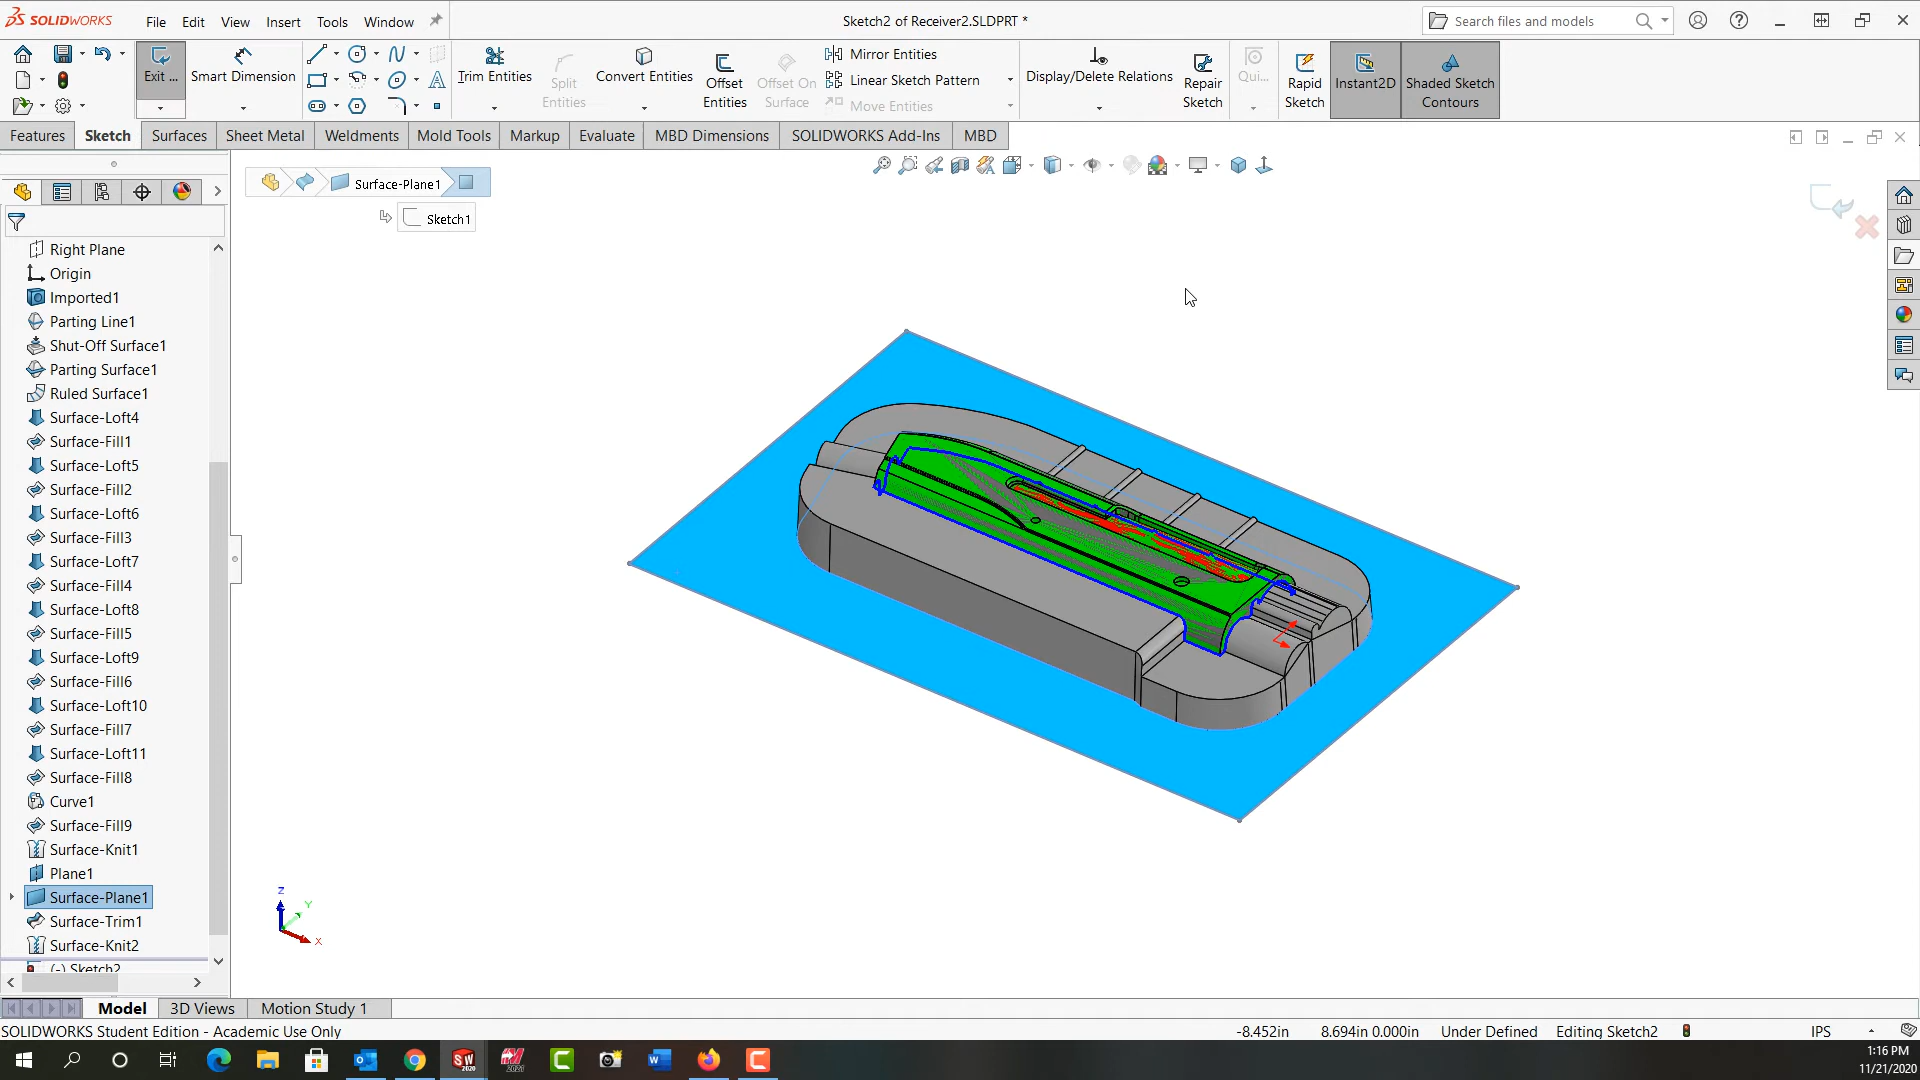 SOLIDWORKS File Edit View Insert Tools Window Sketch2 of Receiver2.SLDPRT * Search files and models
Exit ... Smart Dimension Trim Entities Split Entities Convert Entities Offset Entities Offset On Surface Mirror Entities Linear Sketch Pattern Move Entities Display/Delete Relations Repair Sketch Qui... Rapid Sketch Instant2D Shaded Sketch Contours
Features Sketch Surfaces Sheet Metal Weldments Mold Tools Markup Evaluate MBD Dimensions SOLIDWORKS Add-Ins MBD
Surface-Plane1
Sketch1
Right Plane
Origin
Imported1
Parting Line1
Shut-Off Surface1
Parting Surface1
Ruled Surface1
Surface-Loft4
Surface-Fill1
Surface-Loft5
Surface-Fill2
Surface-Loft6
Surface-Fill3
Surface-Loft7
Surface-Fill4
Surface-Loft8
Surface-Fill5
Surface-Loft9
Surface-Fill6
Surface-Loft10
Surface-Fill7
Surface-Loft11
Surface-Fill8
Curve1
Surface-Fill9
Surface-Knit1
Plane1
Surface-Plane1
Surface-Trim1
Surface-Knit2
(-) Sketch2
Z
Y
X
Model 3D Views Motion Study 1
SOLIDWORKS Student Edition - Academic Use Only -8.452in 8.694in 0.000in Under Defined Editing Sketch2 IPS
1:16 PM
11/21/2020